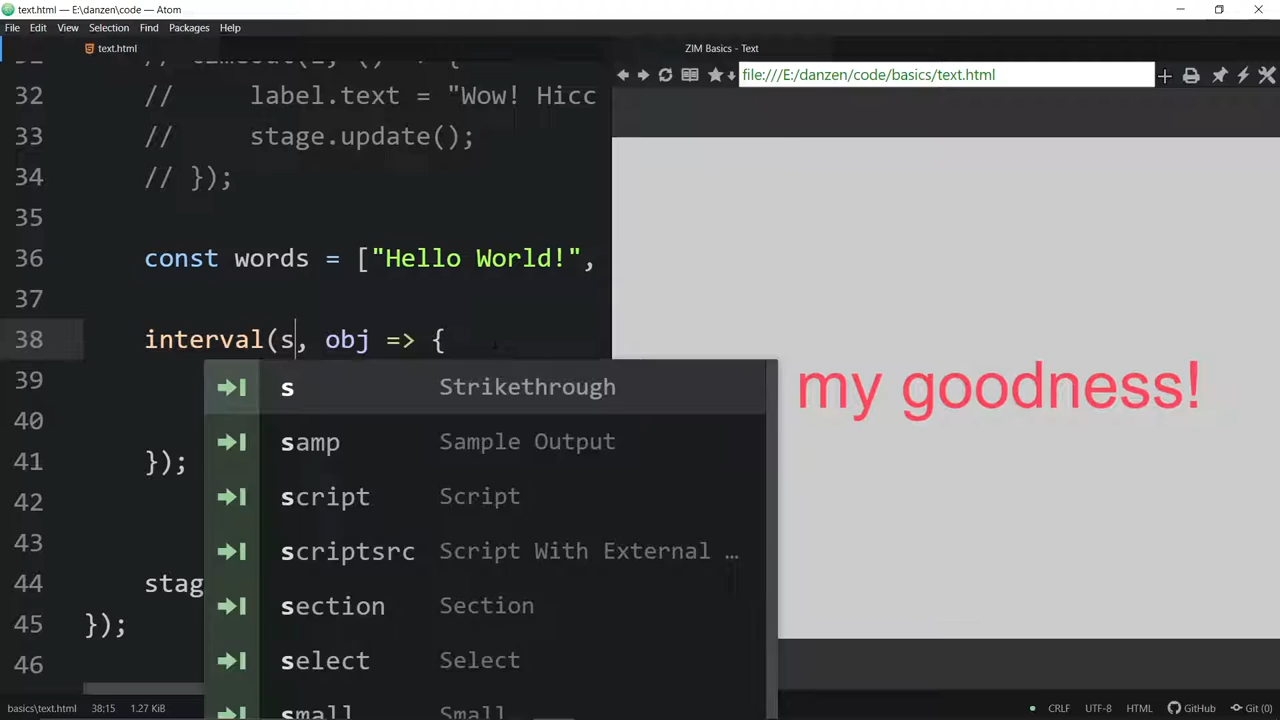 text.html — E:\danzen\code — Atom
File Edit View Selection Find Packages Help
text.html
ZIM Basics - Text
file:///E:/danzen/code/basics/text.html
32 // label.text = "Wow! Hicc
33 // stage.update();
34 // });
35
36 const words = ["Hello World!",
37
38 interval(s, obj => {
39
40
41 });
42
43
44 stag
45 });
46
s Strikethrough
samp Sample Output
script Script
scriptsrc Script With External …
section Section
select Select
small Small
my goodness!
basics\text.html 38:15 1.27 KiB
CRLF UTF-8 HTML GitHub Git (0)